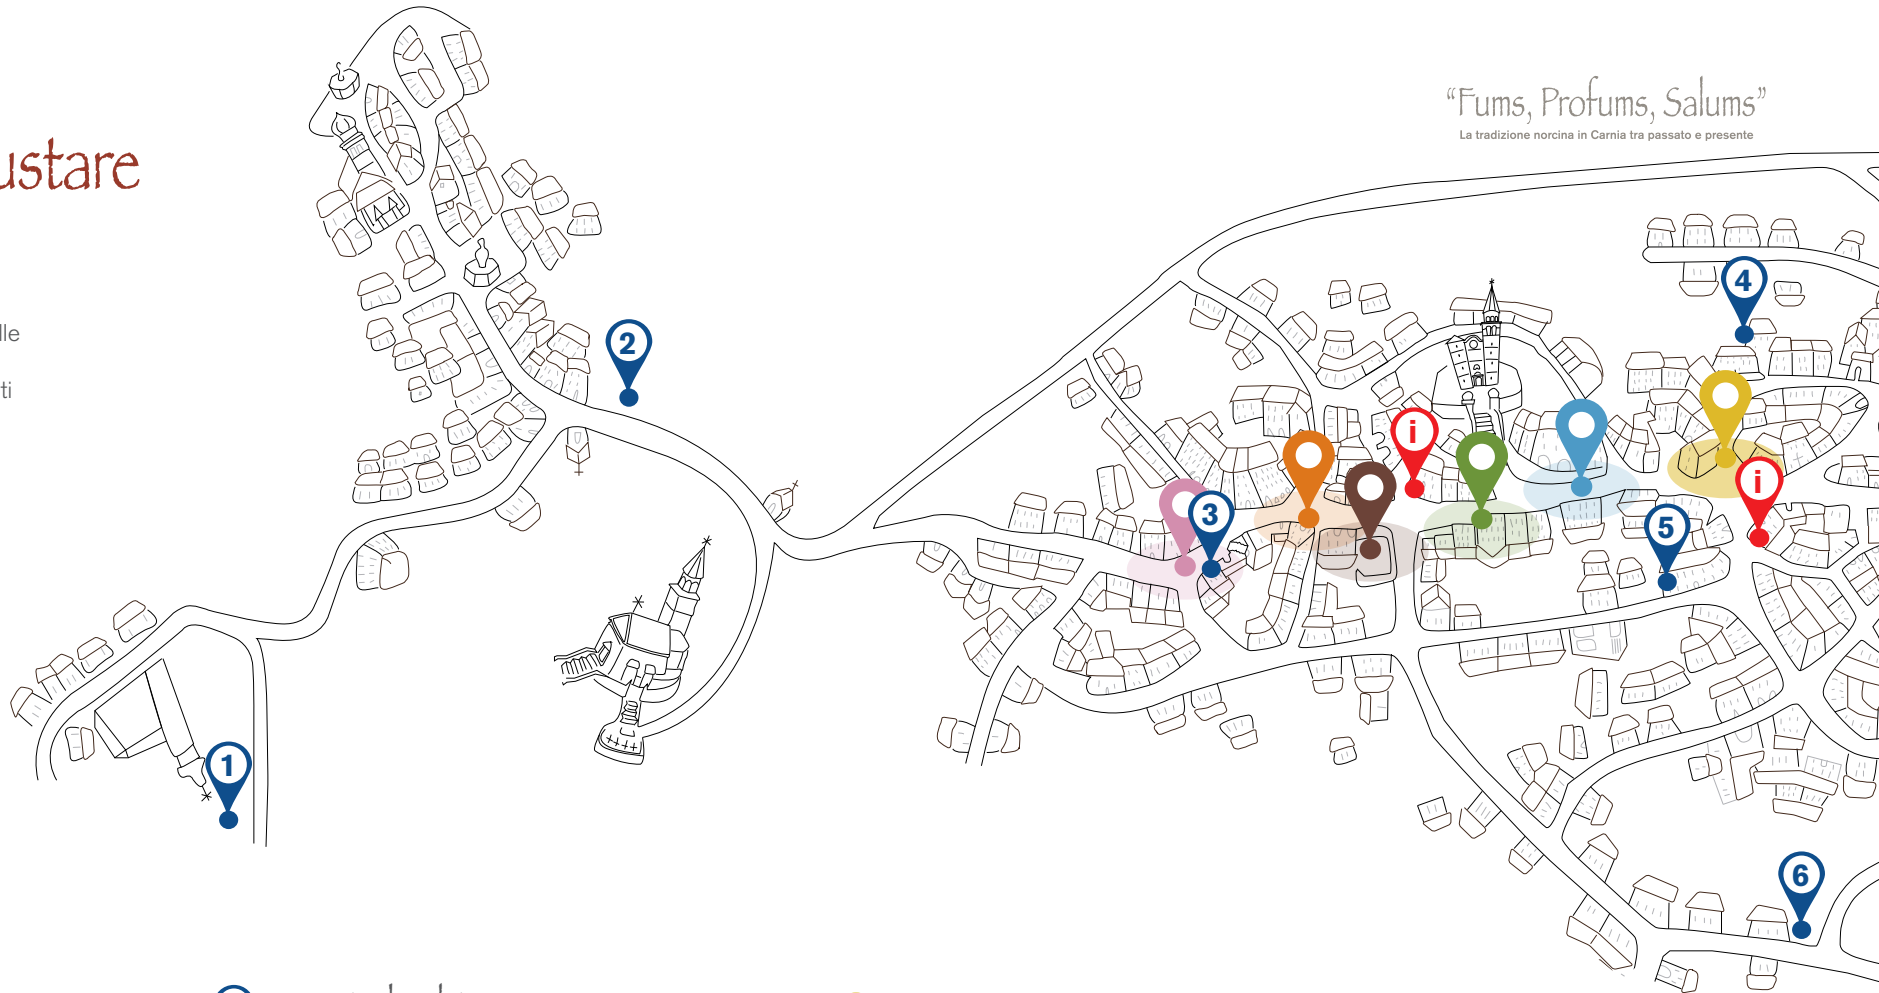 “Fums, Profums, Salums”
La tradizione norcina in Carnia tra passato e presente
ustare
lle
rti
2
4
i
3
i
5
1
6